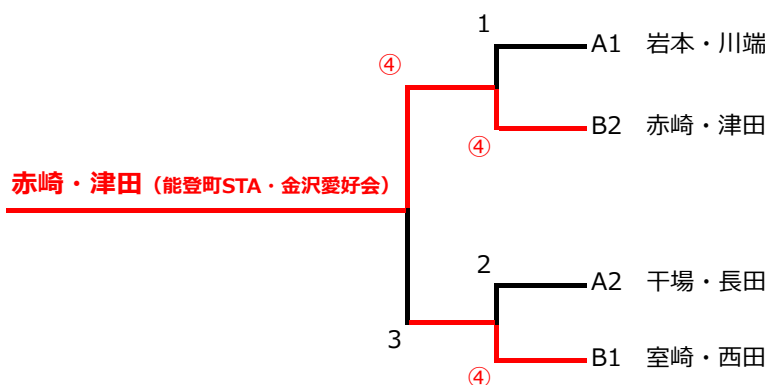 1
A1 岩本・川端
④
B2 赤崎・津田
④
赤崎・津田（能登町STA・金沢愛好会）
2
A2 干場・長田
3
B1 室崎・西田
④